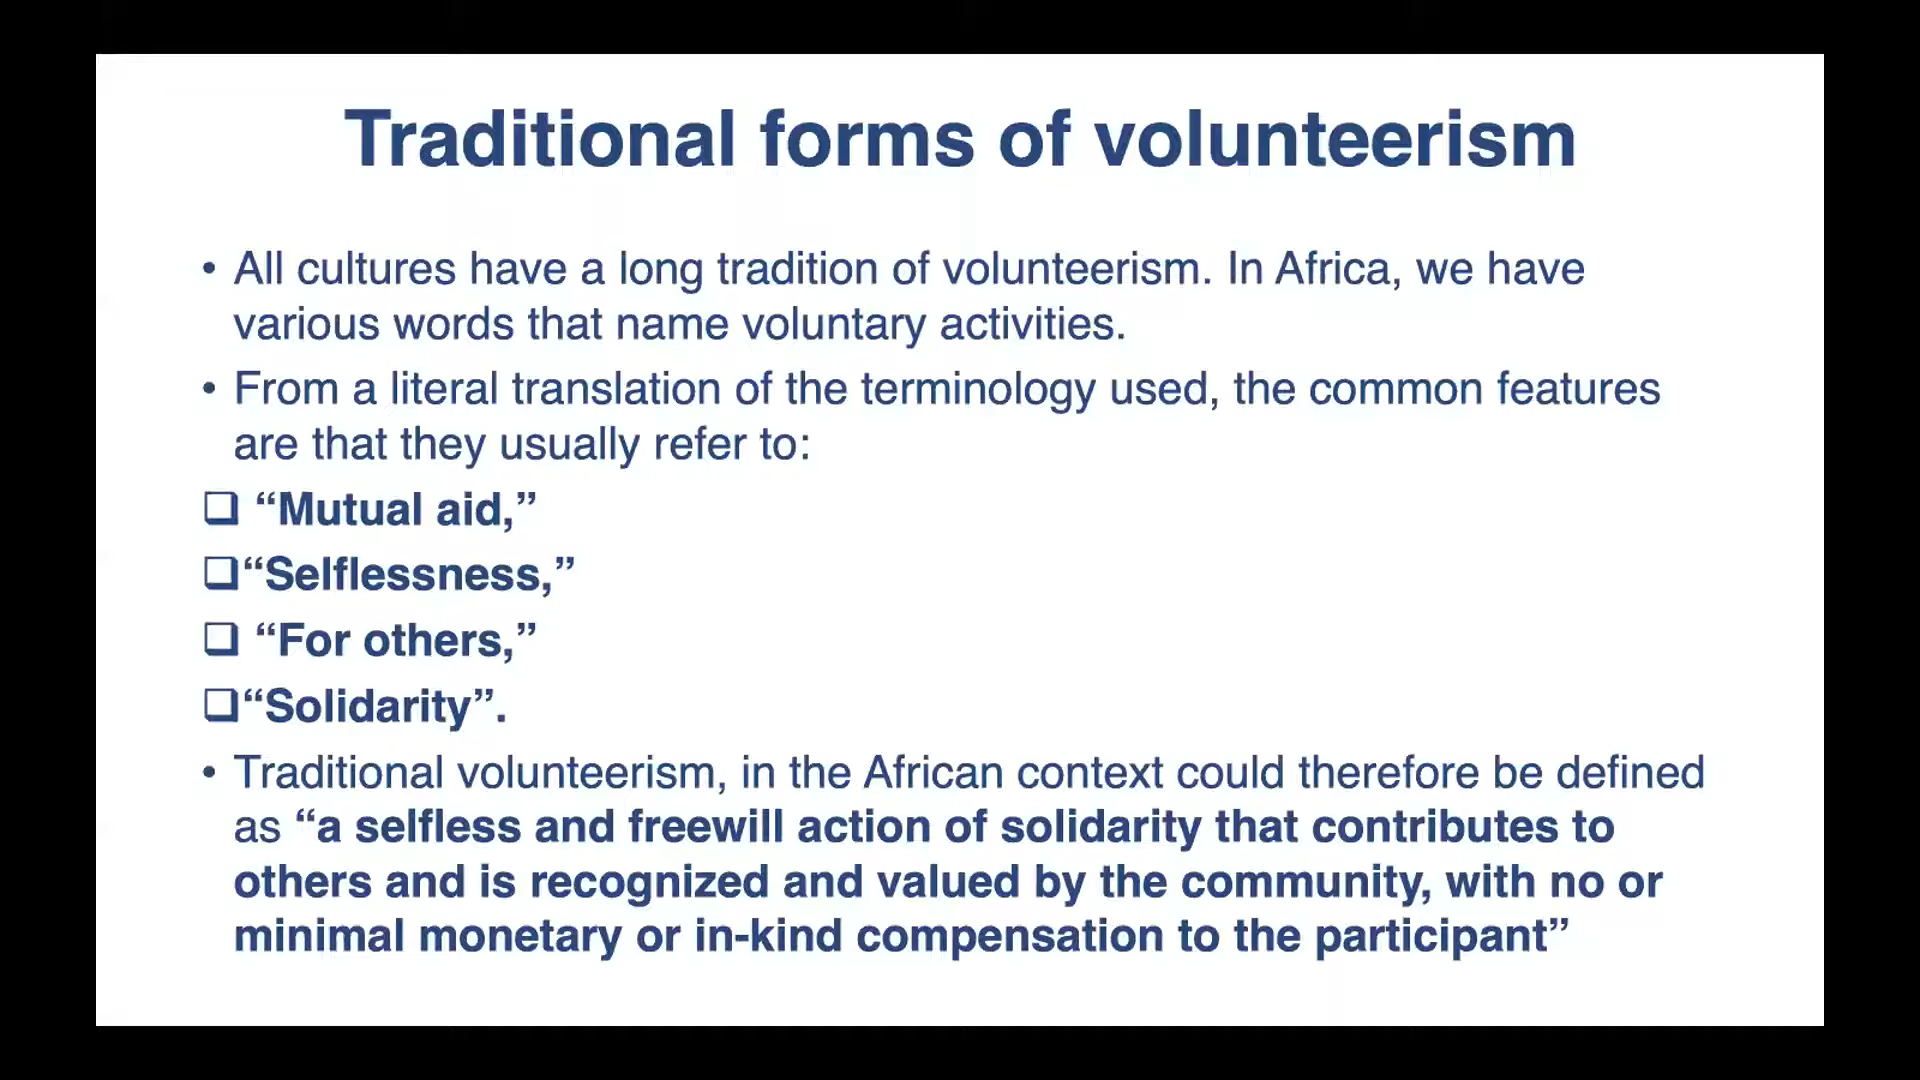 Traditional forms of volunteerism
• All cultures have a long tradition of volunteerism. In Africa, we have
various words that name voluntary activities.
• From a literal translation of the terminology used, the common features
are that they usually refer to:
❑ “Mutual aid,”
❑“Selflessness,”
❑ “For others,”
❑“Solidarity”.
• Traditional volunteerism, in the African context could therefore be defined
as “a selfless and freewill action of solidarity that contributes to
others and is recognized and valued by the community, with no or
minimal monetary or in-kind compensation to the participant”